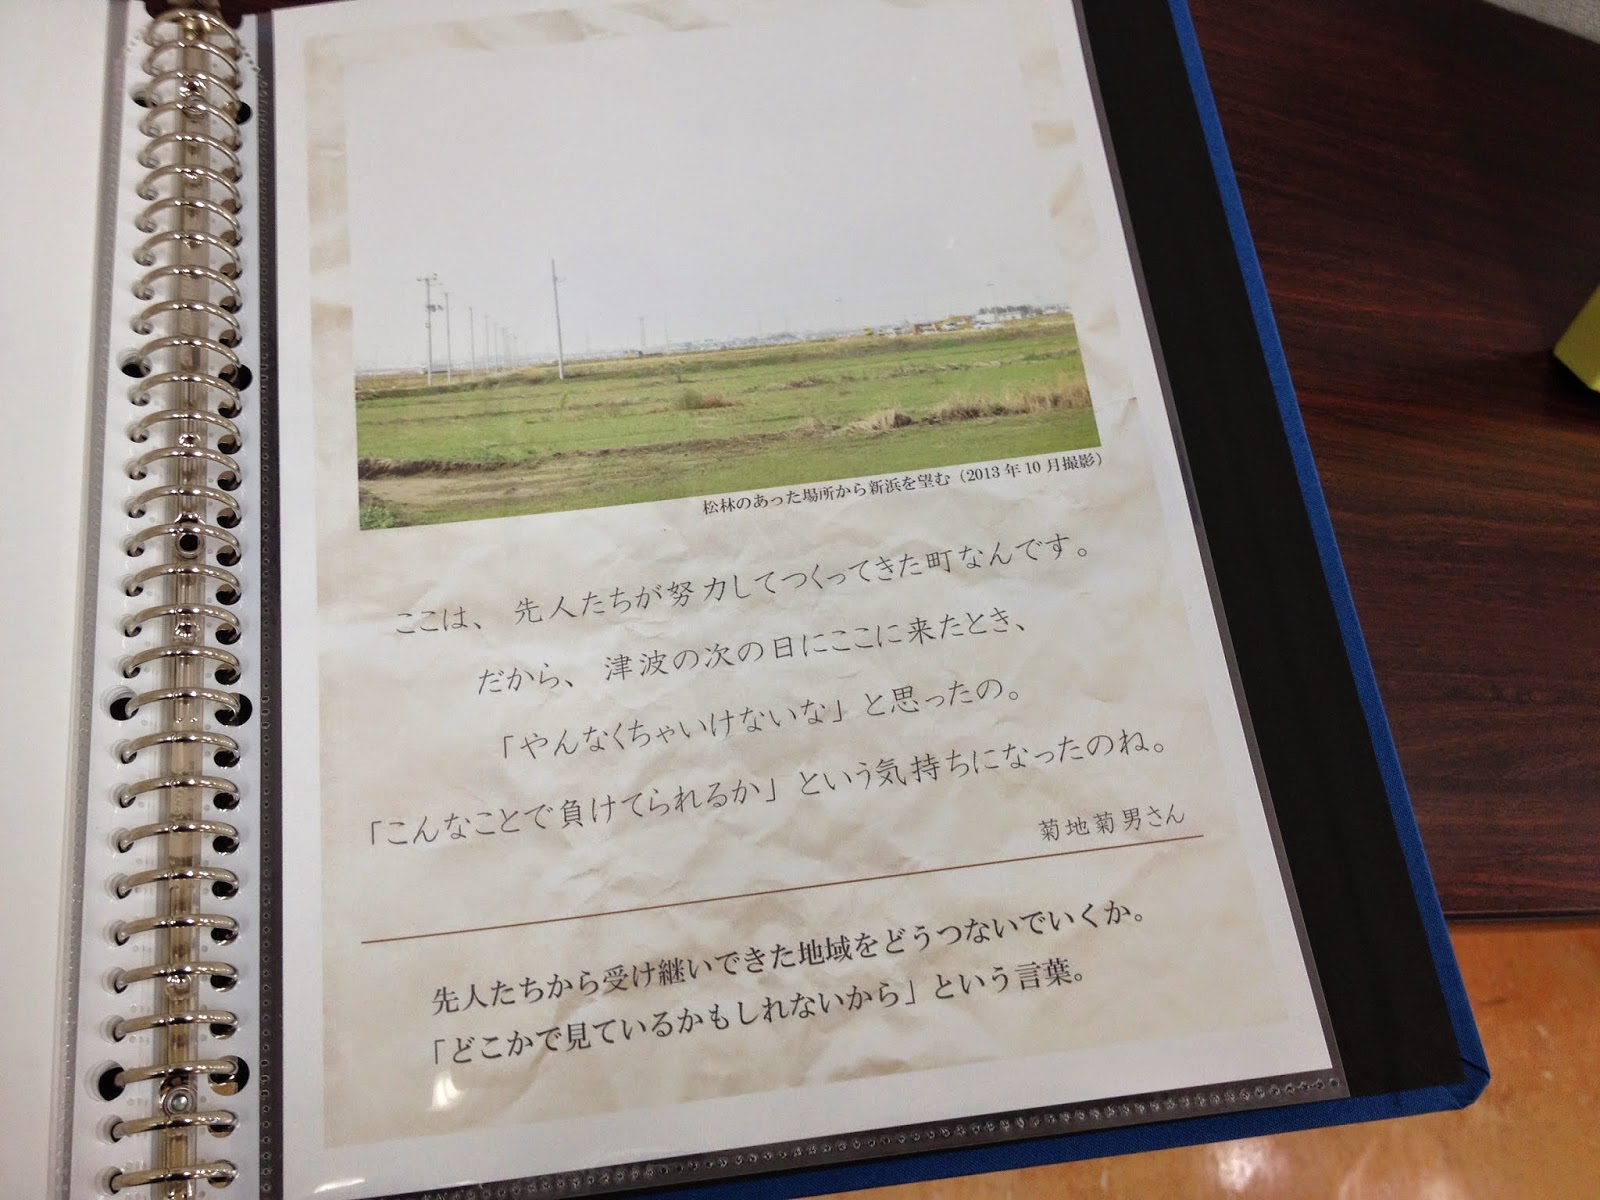 松林のあった場所から新浜を望む（2013年10月撮影）
ここは、先人たちが努力してつくってきた町なんです。
だから、津波の次の日にここに来たとき、
「やんなくちゃいけないな」と思ったの。
「こんなことで負けてられるか」という気持ちになったのね。
菊地菊男さん
先人たちから受け継いできた地域をどうつないでいくか。
「どこかで見ているかもしれないから」という言葉。